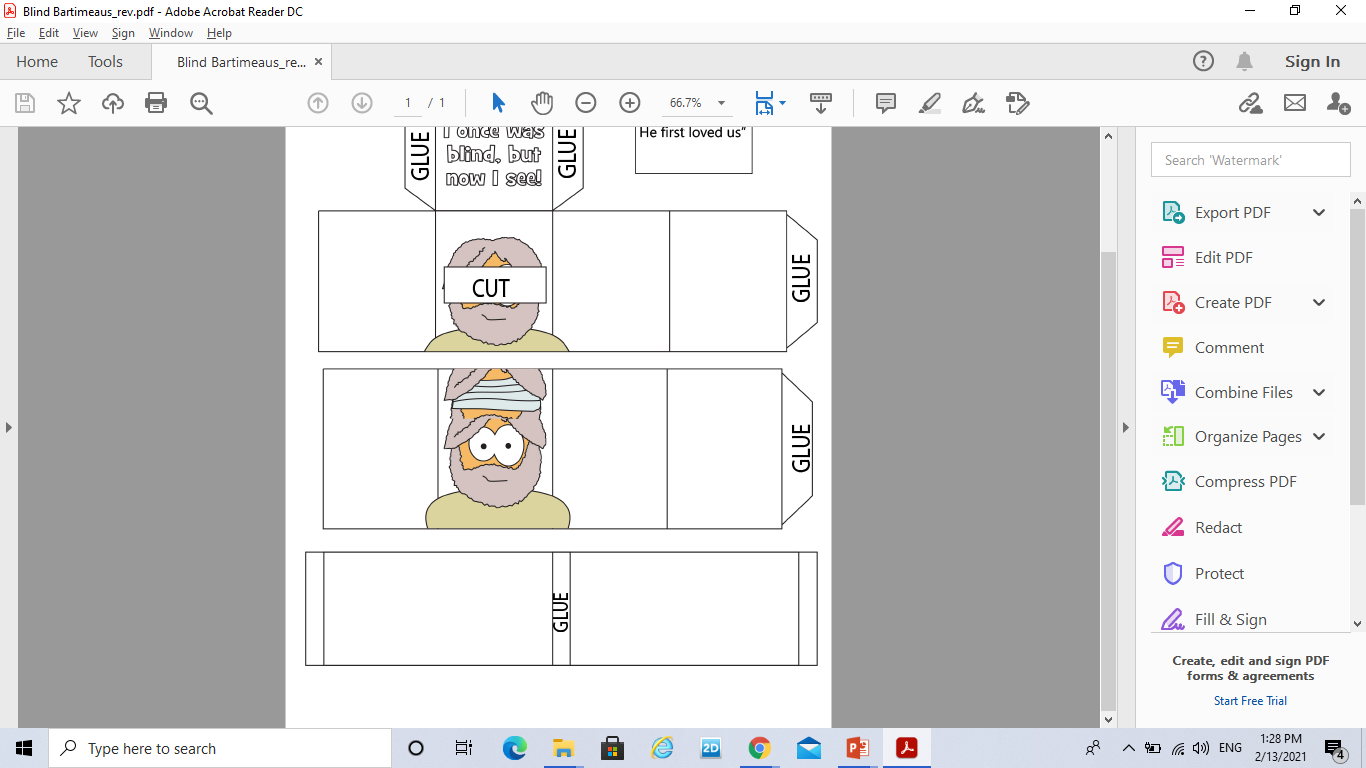 Blind Bartimeaus_rev.pdf - Adobe Acrobat Reader DC
File Edit View Sign Window Help
Home Tools Blind Bartimeaus_re... × Sign In
1 / 1 66.7%
GLUE
I once was
blind, but
now I see!
GLUE
He first loved us"
CUT
GLUE
GLUE
GLUE
Search 'Watermark'
Export PDF
Edit PDF
Create PDF
Comment
Combine Files
Organize Pages
Compress PDF
Redact
Protect
Fill & Sign
Create, edit and sign PDF
forms & agreements
Start Free Trial
Type here to search
2D
ENG
1:28 PM
2/13/2021
4